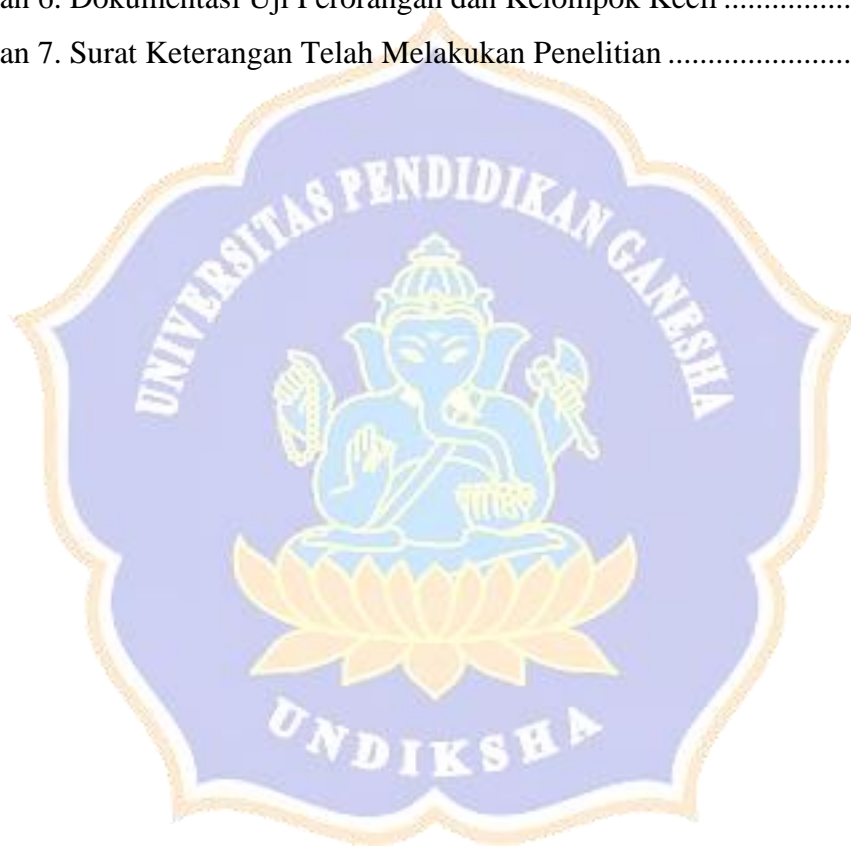 an 6. Dokumentasi Uji Perorangan dan Kelompok Kecil ................
an 7. Surat Keterangan Telah Melakukan Penelitian .......................
UNIVERSITAS PENDIDIKAN GANESHA
UNDIKSHA